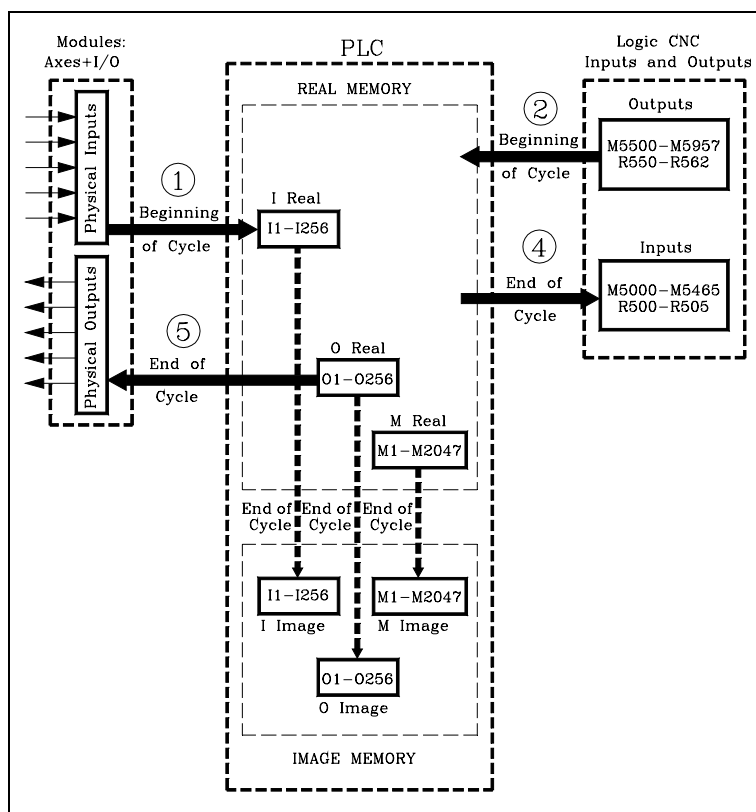 Modules:
Axes+I/O
PLC
Logic CNC
Inputs and Outputs
REAL MEMORY
Physical Inputs
1
Beginning
of Cycle
I Real
I1-I256
2
Beginning
of Cycle
Outputs
M5500-M5957
R550-R562
4
End of
Cycle
Inputs
M5000-M5465
R500-R505
Physical Outputs
5
End of
Cycle
O Real
O1-O256
M Real
M1-M2047
End of
Cycle
End of
Cycle
End of
Cycle
I1-I256
I Image
M1-M2047
M Image
O1-O256
O Image
IMAGE MEMORY